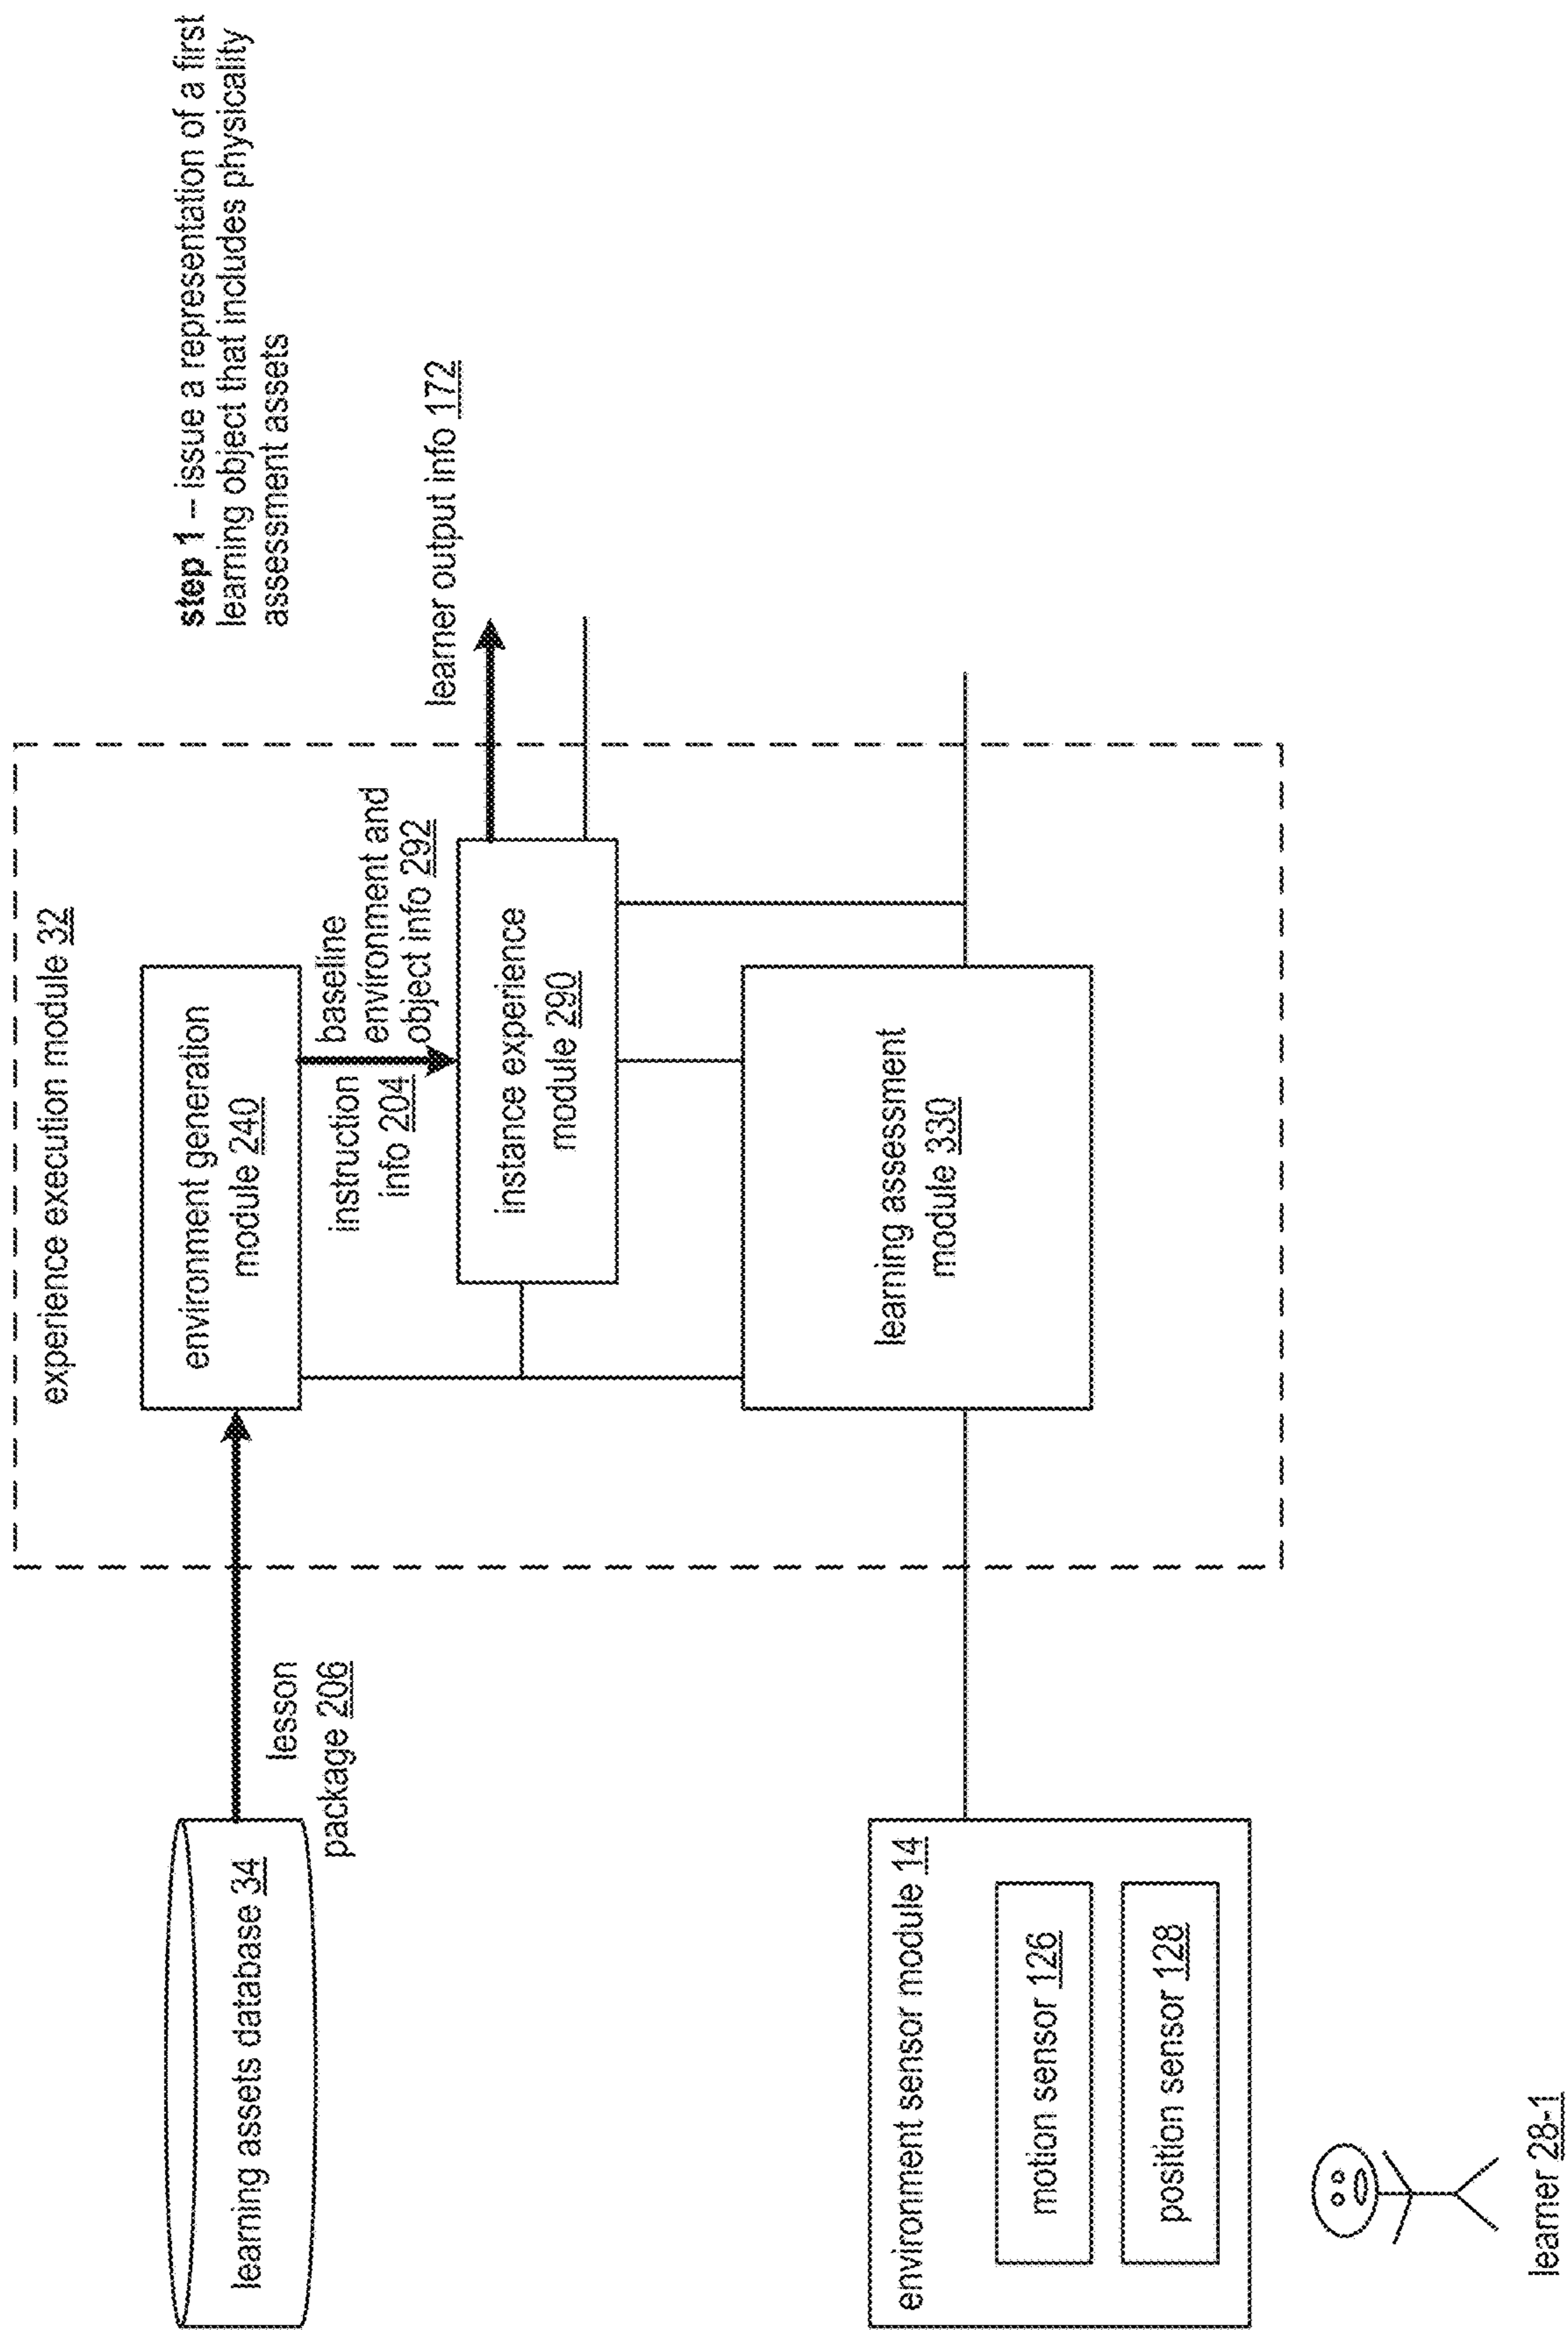 experience execution module 32
step 1 – issue a representation of a first
learning object that includes physicality
assessment assets
learning assets database 34
lesson
package 206
environment generation
module 240
instruction
info 204
baseline
environment and
object info 292
learner output info 172
instance experience
module 290
learning assessment
module 330
environment sensor module 14
motion sensor 126
position sensor 128
learner 28-1